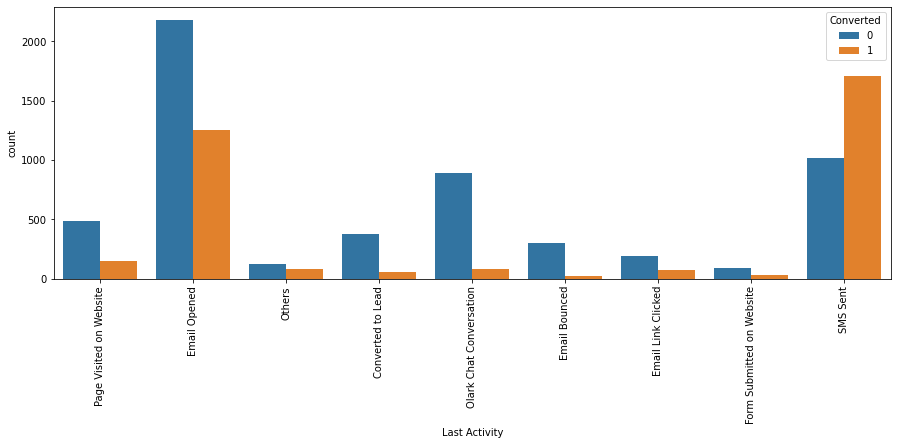 Converted
0
1
2000
1500
1000
500
0
count
Page Visited on Website
Email Opened
Others
Converted to Lead
Olark Chat Conversation
Email Bounced
Email Link Clicked
Form Submitted on Website
SMS Sent
Last Activity